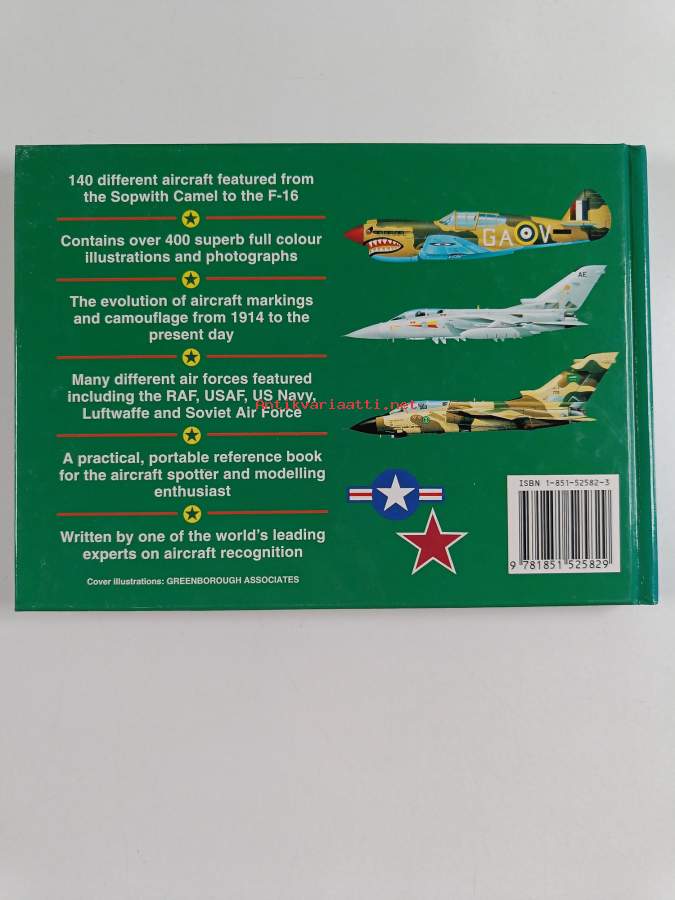 140 different aircraft featured from
the Sopwith Camel to the F-16
Contains over 400 superb full colour
illustrations and photographs
The evolution of aircraft markings
and camouflage from 1914 to the
present day
Many different air forces featured
including the RAF, USAF, US Navy,
Luftwaffe and Soviet Air Force
A practical, portable reference book
for the aircraft spotter and modelling
enthusiast
Written by one of the world's leading
experts on aircraft recognition
Cover illustrations: GREENBOROUGH ASSOCIATES
GA V
AE
Antikvariaatti.net
ISBN 1-851-52582-3
9 781851 525829